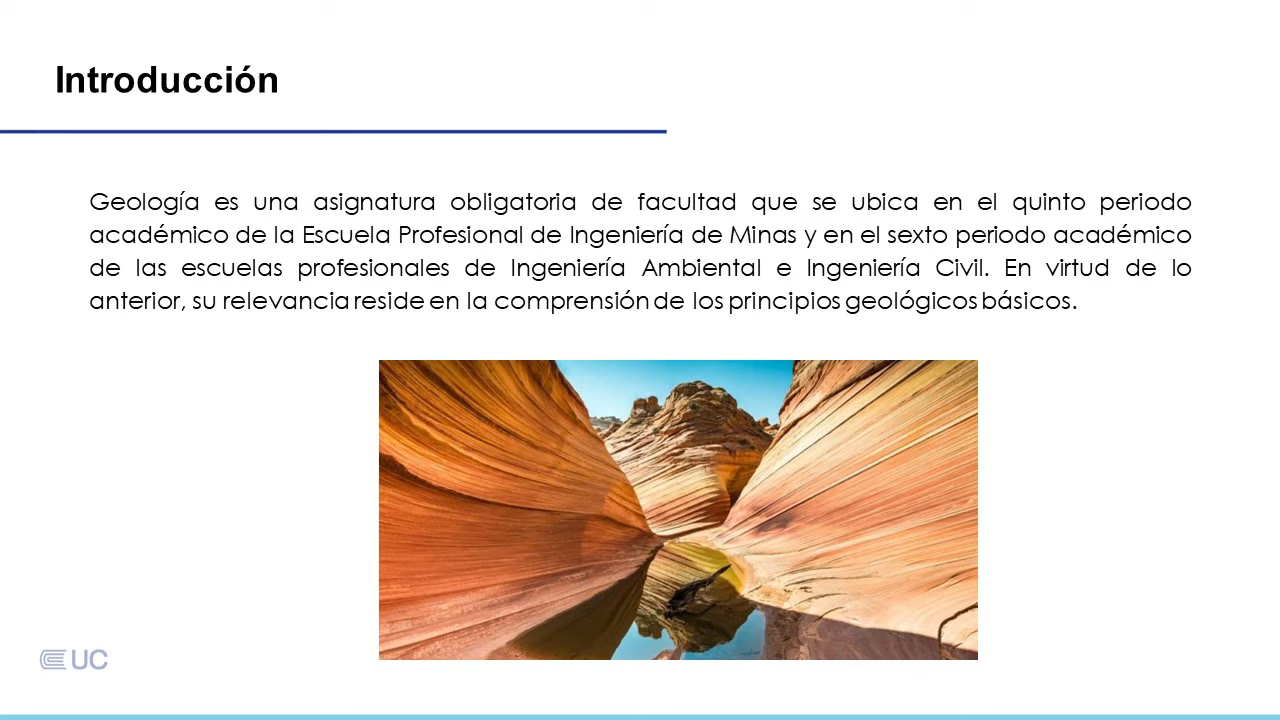 Introducción
Geología es una asignatura obligatoria de facultad que se ubica en el quinto periodo
académico de la Escuela Profesional de Ingeniería de Minas y en el sexto periodo académico
de las escuelas profesionales de Ingeniería Ambiental e Ingeniería Civil. En virtud de lo
anterior, su relevancia reside en la comprensión de los principios geológicos básicos.
UC